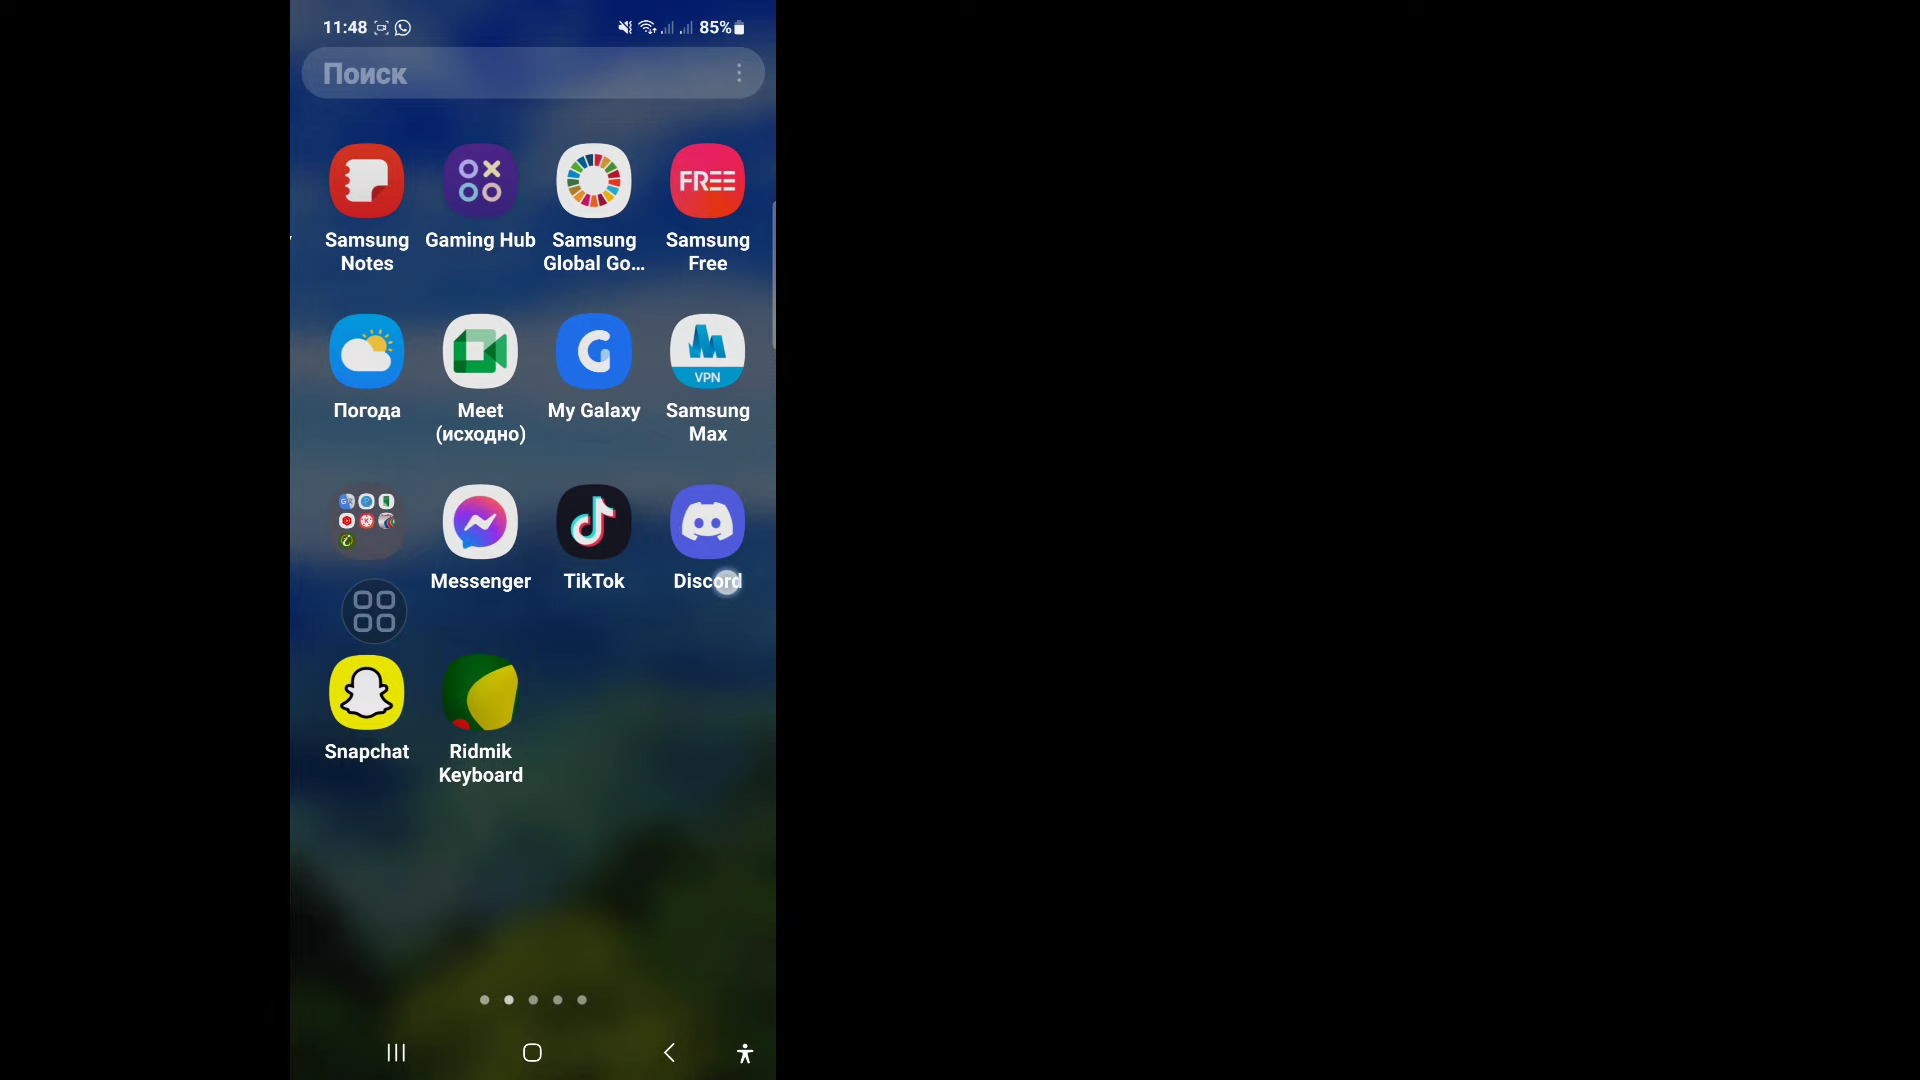 11:48
85%
Поиск
FREE
Samsung
Notes
Gaming Hub
Samsung
Global Go...
Samsung
Free
VPN
Погода
Meet
(исходно)
My Galaxy
Samsung
Max
Messenger
TikTok
Discord
Snapchat
Ridmik
Keyboard